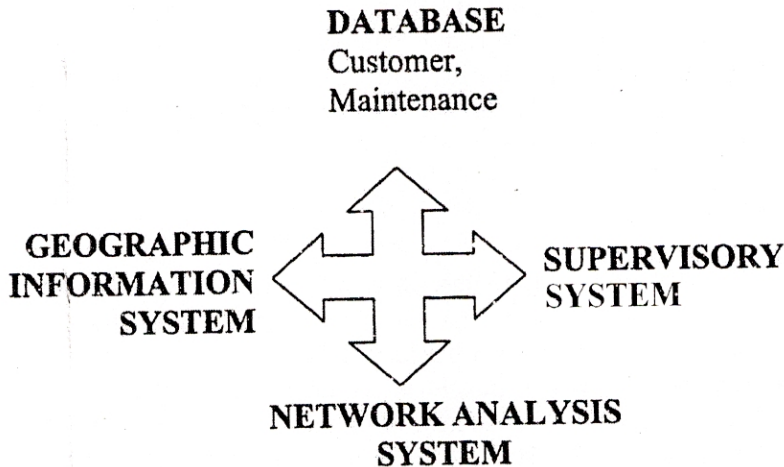 DATABASE
Customer,
Maintenance
GEOGRAPHIC
INFORMATION
SYSTEM
SUPERVISORY
SYSTEM
NETWORK ANALYSIS
SYSTEM